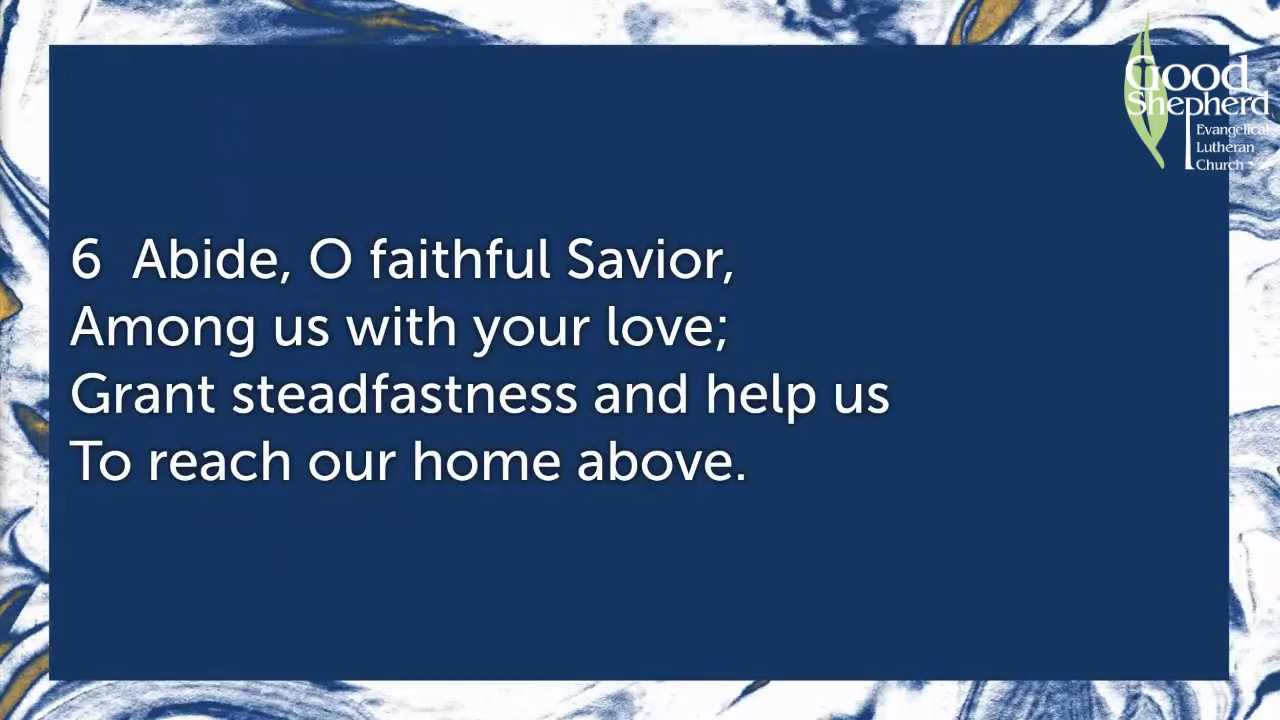 Good
Shepherd
Evangelical
Lutheran
Church
6 Abide, O faithful Savior,
Among us with your love;
Grant steadfastness and help us
To reach our home above.